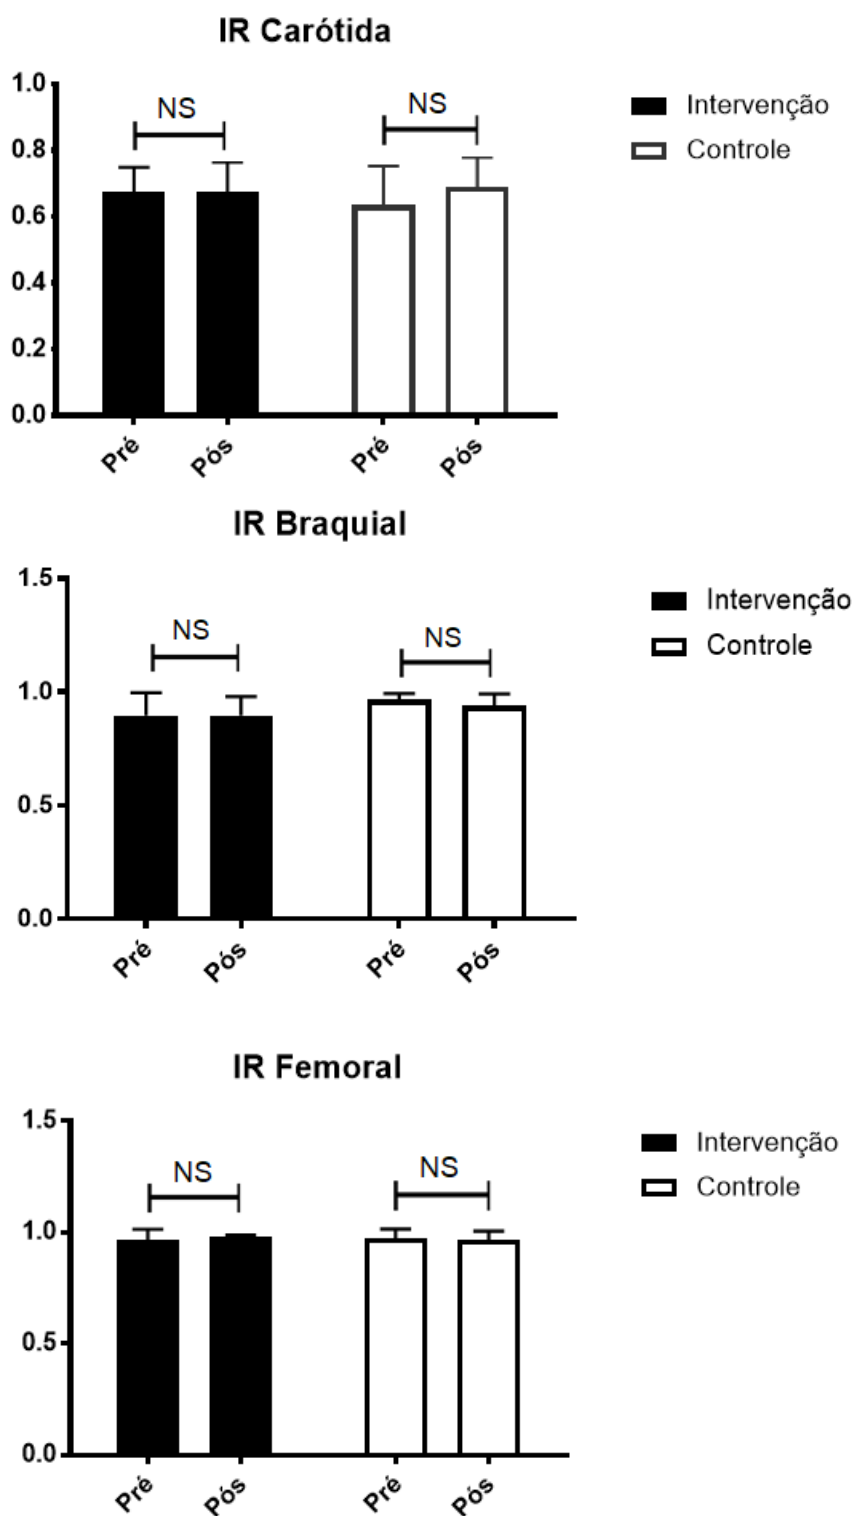 IR Carótida
1.0
0.8
0.6
0.4
0.2
0.0
NS
NS
Intervenção
Controle
Pré
Pós
Pré
Pós
IR Braquial
1.5
1.0
0.5
0.0
NS
NS
Intervenção
Controle
Pré
Pós
Pré
Pós
IR Femoral
1.5
1.0
0.5
0.0
NS
NS
Intervenção
Controle
Pré
Pós
Pré
Pós